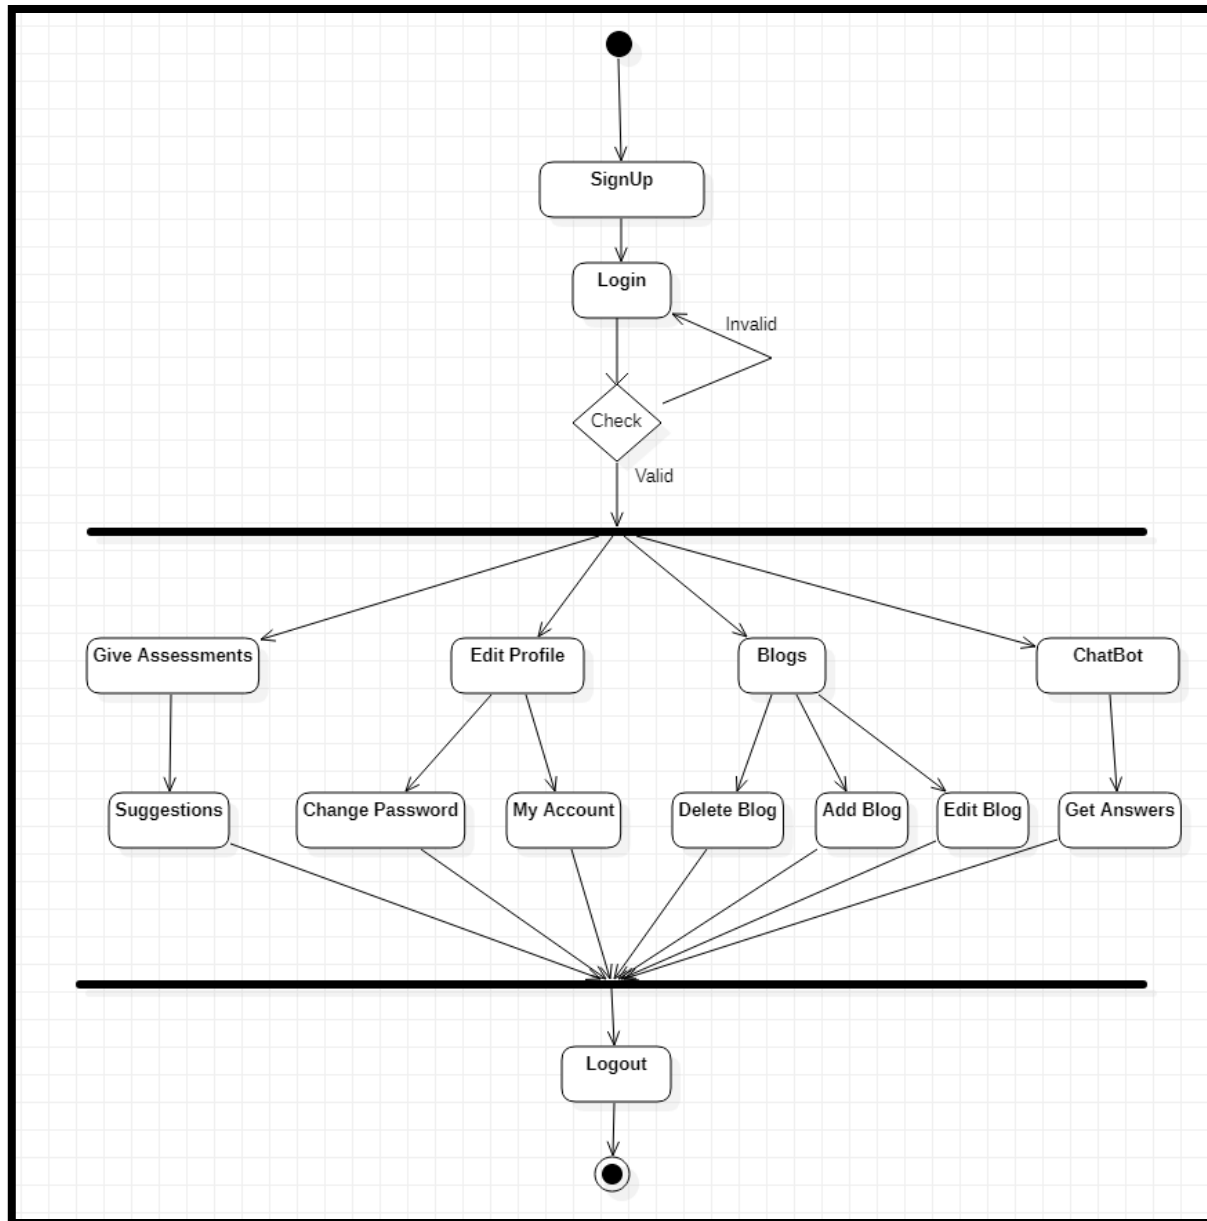 SignUp
Login
Invalid
Check
Valid
Give Assessments
Edit Profile
Blogs
ChatBot
Suggestions
Change Password
My Account
Delete Blog
Add Blog
Edit Blog
Get Answers
Logout